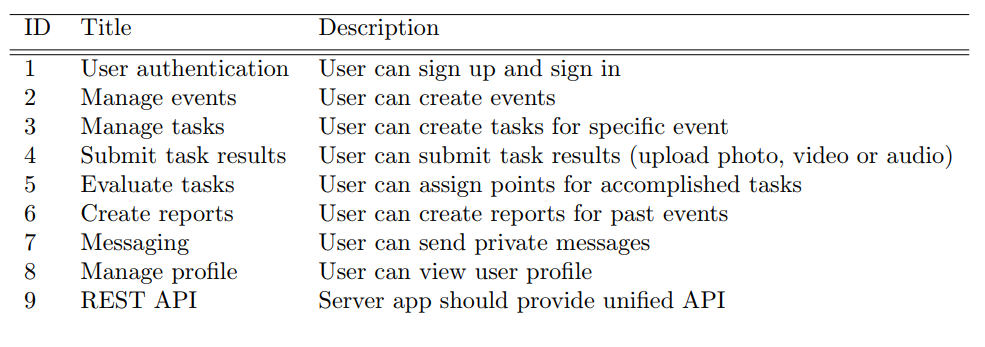 ID Title Description
1 User authentication User can sign up and sign in
2 Manage events User can create events
3 Manage tasks User can create tasks for specific event
4 Submit task results User can submit task results (upload photo, video or audio)
5 Evaluate tasks User can assign points for accomplished tasks
6 Create reports User can create reports for past events
7 Messaging User can send private messages
8 Manage profile User can view user profile
9 REST API Server app should provide unified API